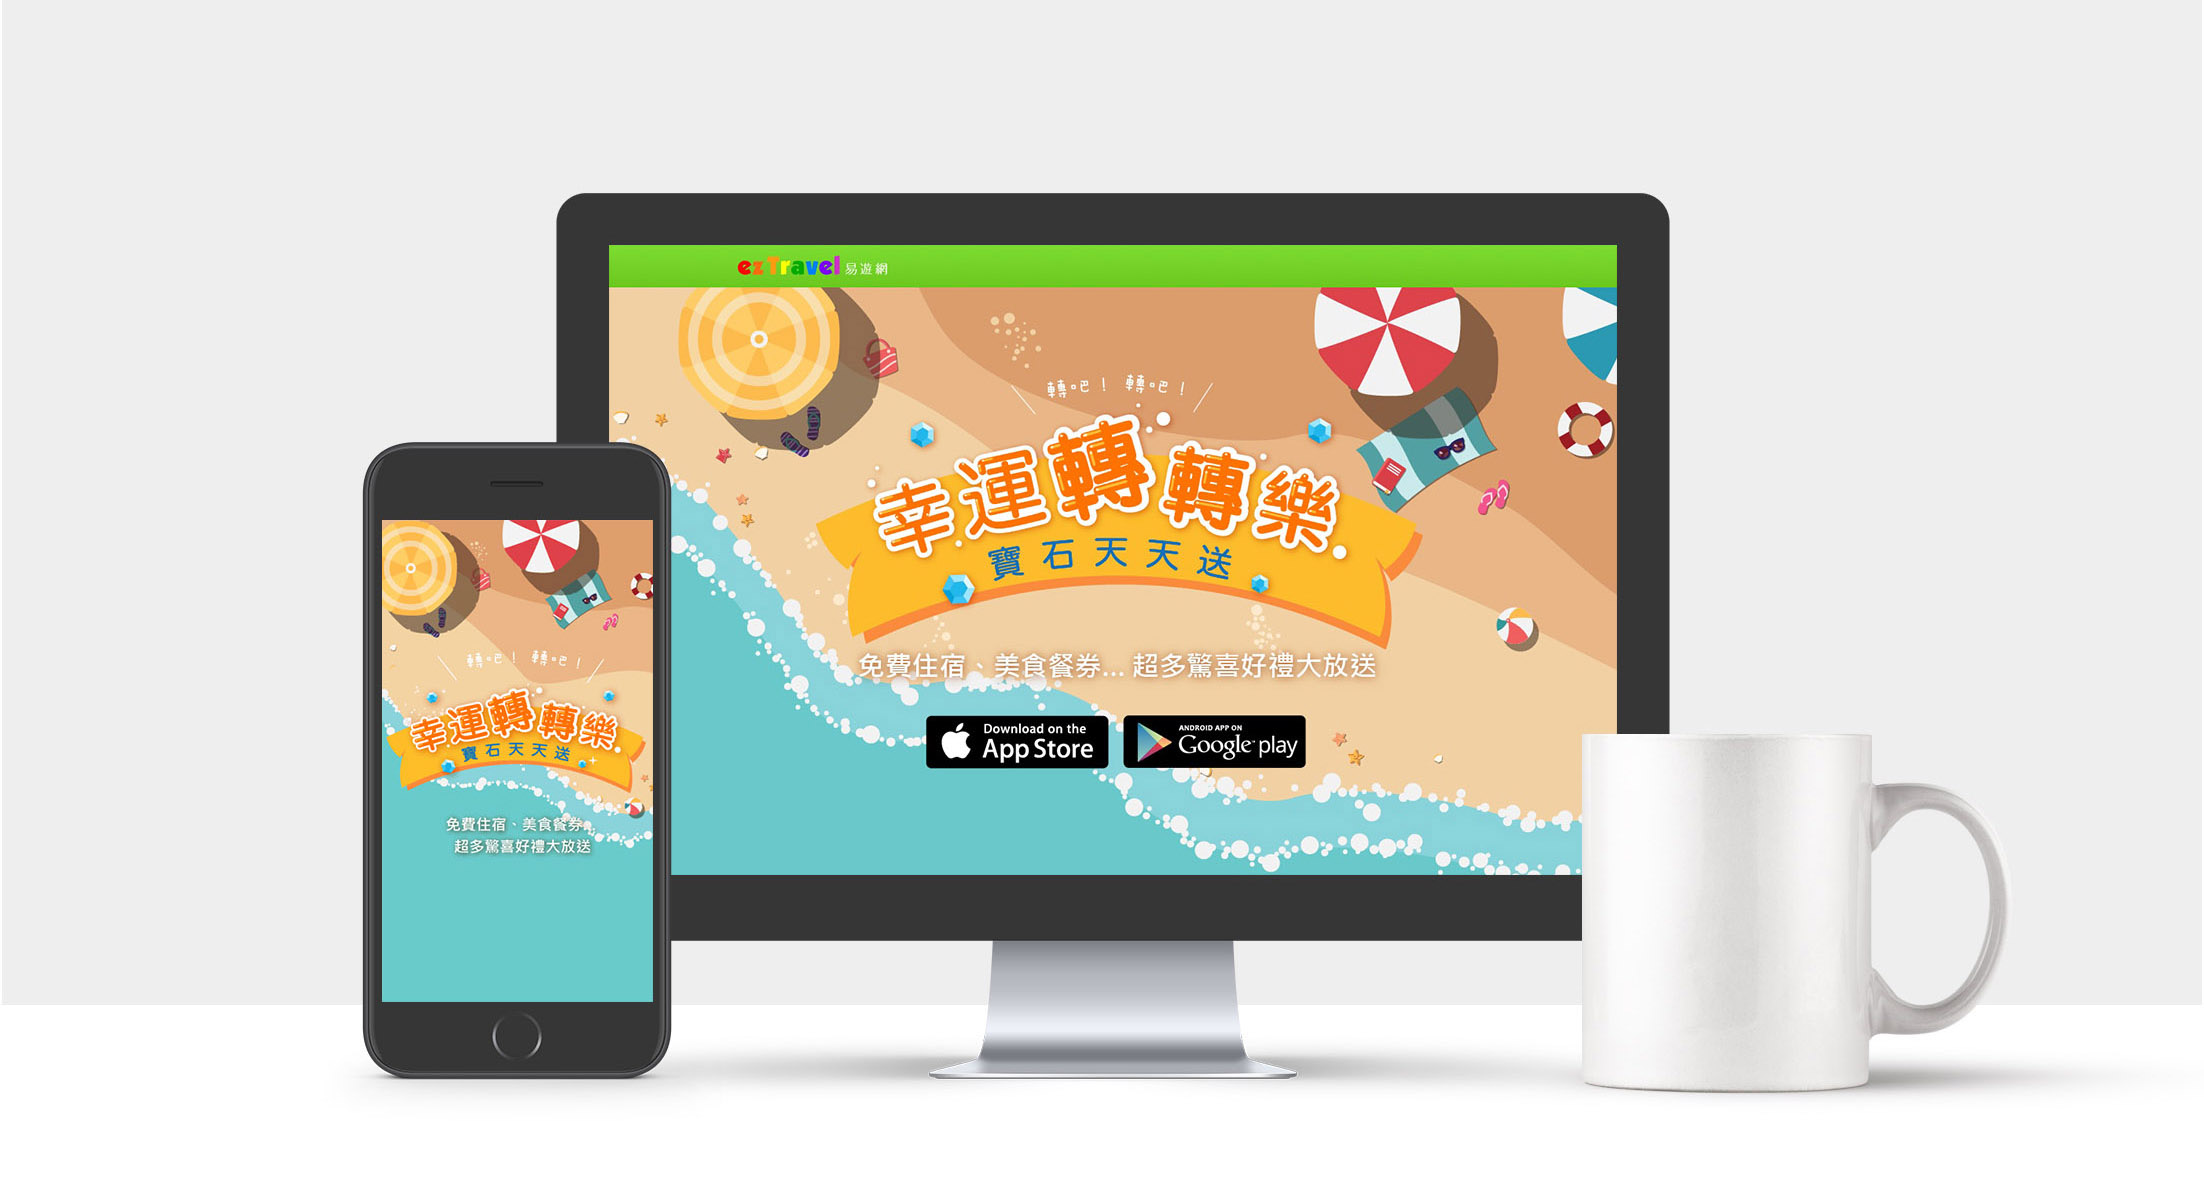 ezTravel 易遊網
轉吧！ 轉吧！
幸運轉轉樂
寶石天天送
免費住宿、美食餐券... 超多驚喜好禮大放送
Download on the
App Store
ANDROID APP ON
Google play
轉吧！ 轉吧！
幸運轉轉樂
寶石天天送
免費住宿、美食餐券...
超多驚喜好禮大放送